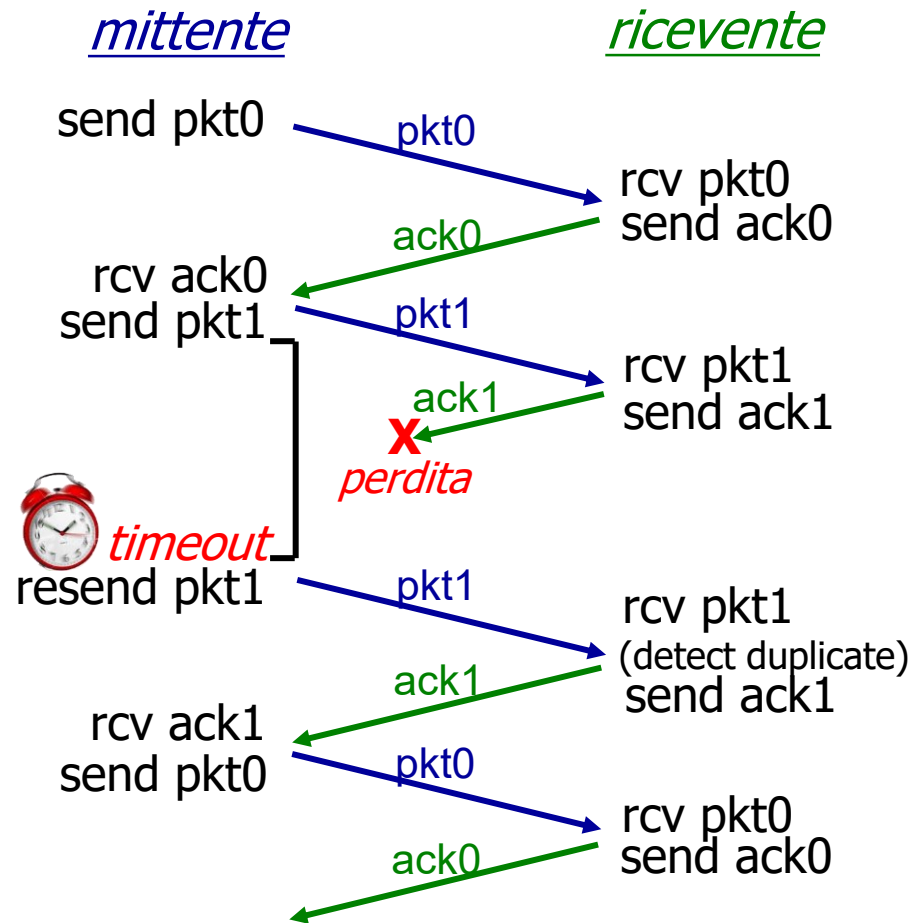 mittente
ricevente
send pkt0
pkt0
rcv pkt0
send ack0
ack0
rcv ack0
send pkt1
pkt1
rcv pkt1
send ack1
ack1
X
perdita
timeout
resend pkt1
pkt1
rcv pkt1
(detect duplicate)
send ack1
ack1
rcv ack1
send pkt0
pkt0
rcv pkt0
send ack0
ack0